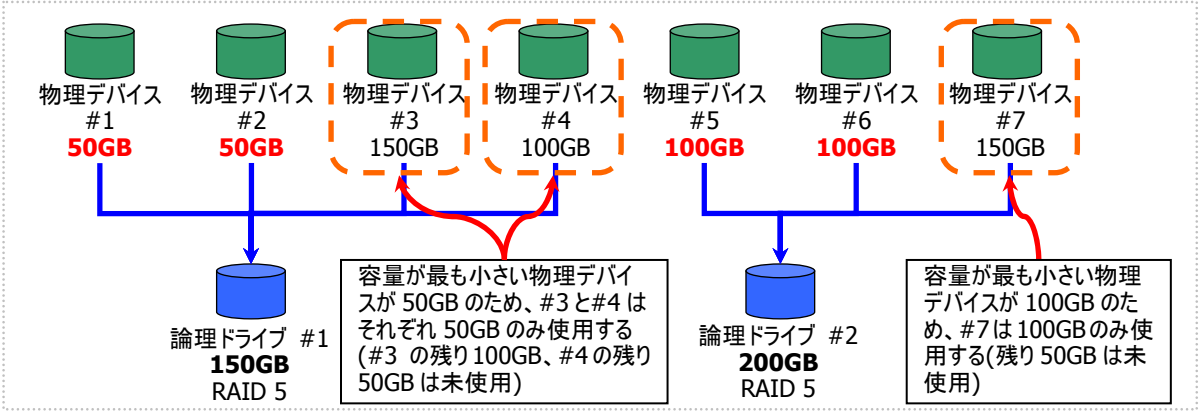 物理デバイス
#1
50GB
物理デバイス
#2
50GB
物理デバイス
#3
150GB
物理デバイス
#4
100GB
物理デバイス
#5
100GB
物理デバイス
#6
100GB
物理デバイス
#7
150GB
論理ドライブ #1
150GB
RAID 5
容量が最も小さい物理デバイ
スが 50GB のため、#3 と#4 は
それぞれ 50GB のみ使用する
(#3 の残り 100GB、#4 の残り
50GB は未使用)
論理ドライブ #2
200GB
RAID 5
容量が最も小さい物理
デバイスが 100GB のた
め、#7 は 100GB のみ使
用する(残り 50GB は未
使用)